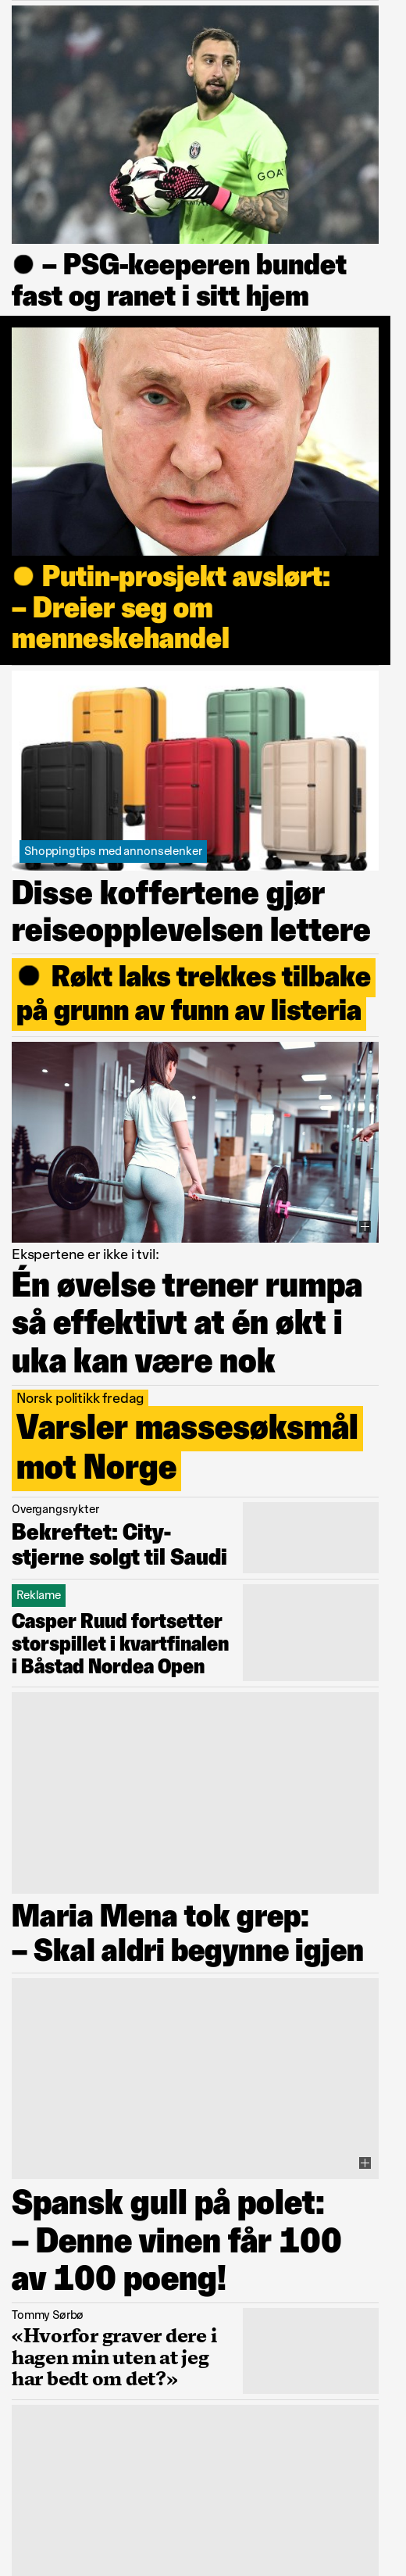 GOA
– PSG-keeperen bundet
fast og ranet i sitt hjem
Putin-prosjekt avslørt:
– Dreier seg om
menneskehandel
Shoppingtips med annonselenker
Disse koffertene gjør
reiseopplevelsen lettere
Røkt laks trekkes tilbake
på grunn av funn av listeria
Ekspertene er ikke i tvil:
Én øvelse trener rumpa
så effektivt at én økt i
uka kan være nok
Norsk politikk fredag
Varsler massesøksmål
mot Norge
Overgangsrykter
Bekreftet: City-
stjerne solgt til Saudi
Reklame
Casper Ruud fortsetter
storspillet i kvartfinalen
i Båstad Nordea Open
Maria Mena tok grep:
– Skal aldri begynne igjen
Spansk gull på polet:
– Denne vinen får 100
av 100 poeng!
Tommy Sørbø
«Hvorfor graver dere i
hagen min uten at jeg
har bedt om det?»